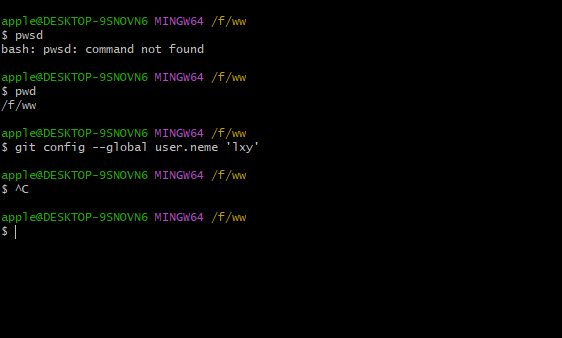 apple@DESKTOP-9SNOVN6 MINGW64 /f/ww
$ pwsd
bash: pwsd: command not found
apple@DESKTOP-9SNOVN6 MINGW64 /f/ww
$ pwd
/f/ww
apple@DESKTOP-9SNOVN6 MINGW64 /f/ww
$ git config --global user.neme 'lxy'
apple@DESKTOP-9SNOVN6 MINGW64 /f/ww
$ ^C
apple@DESKTOP-9SNOVN6 MINGW64 /f/ww
$